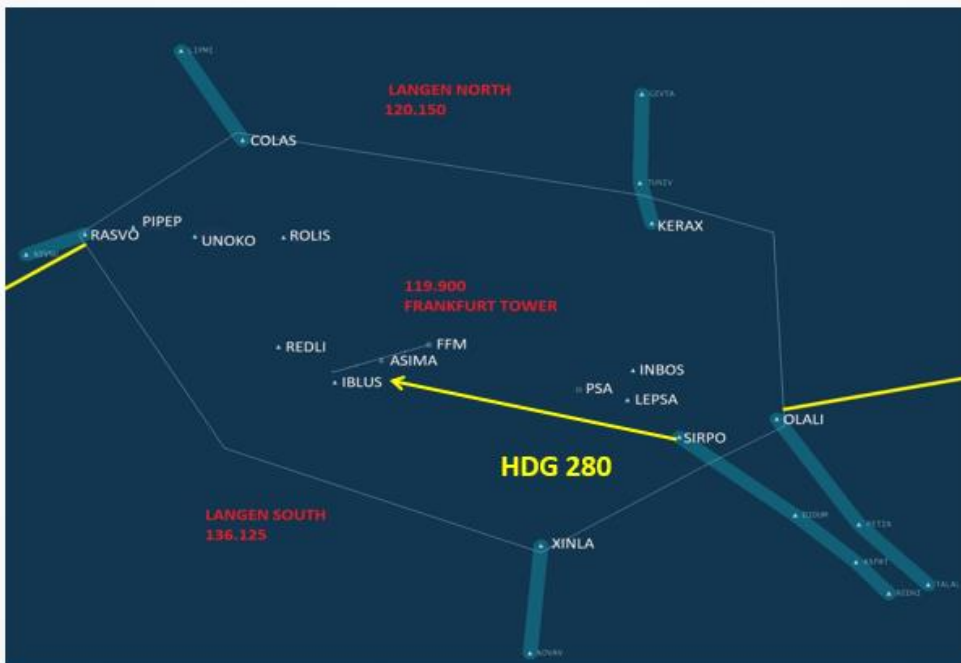 LIPMI
LANGEN NORTH
120.150
COLAS
KERAX
PIPEP
RASVO
UNOKO
ROLIS
119.900
FRANKFURT TOWER
REDLI
FFM
ASIMA
IBLUS
INBOS
PSA
LEPSA
OLALI
SIRPO
HDG 280
LANGEN SOUTH
136.125
XINLA